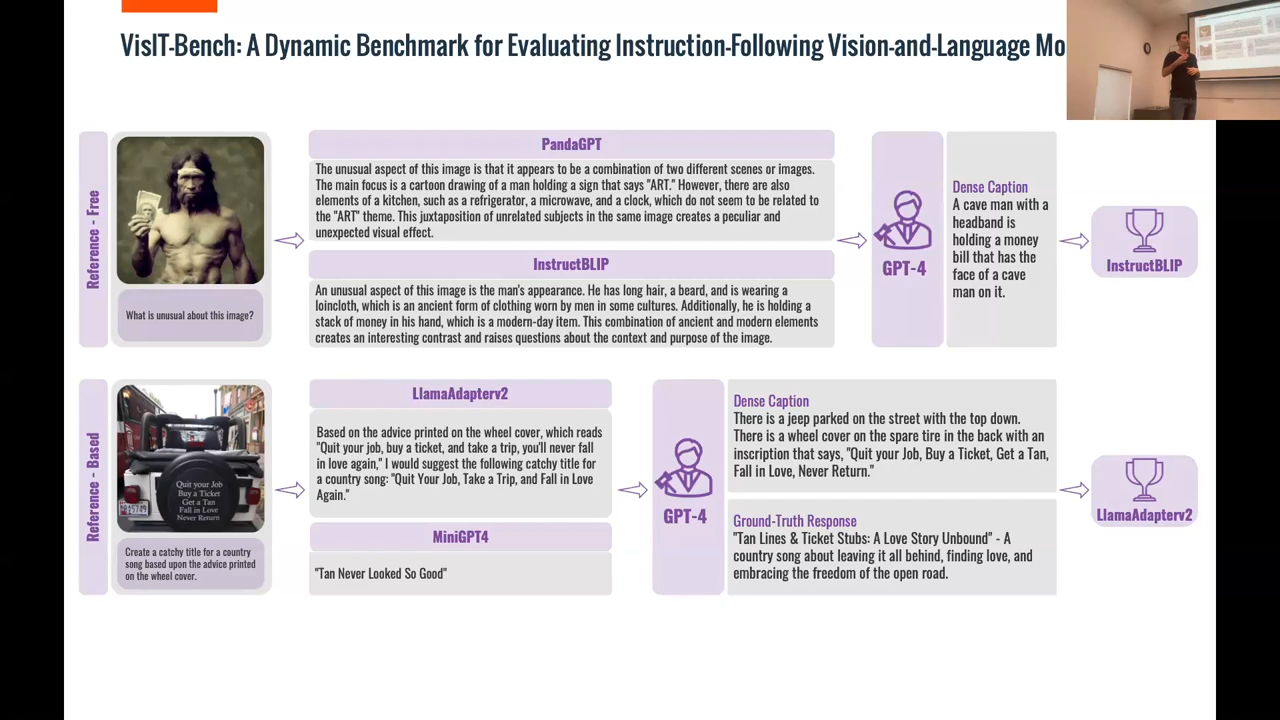 VisIT-Bench: A Dynamic Benchmark for Evaluating Instruction-Following Vision-and-Language Mo
Reference - Free
What is unusual about this image?
PandaGPT
The unusual aspect of this image is that it appears to be a combination of two different scenes or images.
The main focus is a cartoon drawing of a man holding a sign that says "ART." However, there are also
elements of a kitchen, such as a refrigerator, a microwave, and a clock, which do not seem to be related to
the "ART" theme. This juxtaposition of unrelated subjects in the same image creates a peculiar and
unexpected visual effect.
InstructBLIP
An unusual aspect of this image is the man's appearance. He has long hair, a beard, and is wearing a
loincloth, which is an ancient form of clothing worn by men in some cultures. Additionally, he is holding a
stack of money in his hand, which is a modern-day item. This combination of ancient and modern elements
creates an interesting contrast and raises questions about the context and purpose of the image.
GPT-4
Dense Caption
A cave man with a
headband is
holding a money
bill that has the
face of a cave
man on it.
InstructBLIP
Reference - Based
Quit your Job
Buy a Ticket
Get a Tan
Fall in Love
Never Return
Create a catchy title for a country
song based upon the advice printed
on the wheel cover.
LlamaAdapterv2
Based on the advice printed on the wheel cover, which reads
"Quit your job, buy a ticket, and take a trip, you'll never fall
in love again," I would suggest the following catchy title for
a country song: "Quit Your Job, Take a Trip, and Fall in Love
Again."
MiniGPT4
"Tan Never Looked So Good"
GPT-4
Dense Caption
There is a jeep parked on the street with the top down.
There is a wheel cover on the spare tire in the back with an
inscription that says, "Quit your Job, Buy a Ticket, Get a Tan,
Fall in Love, Never Return."
Ground-Truth Response
"Tan Lines & Ticket Stubs: A Love Story Unbound" - A
country song about leaving it all behind, finding love, and
embracing the freedom of the open road.
LlamaAdapterv2